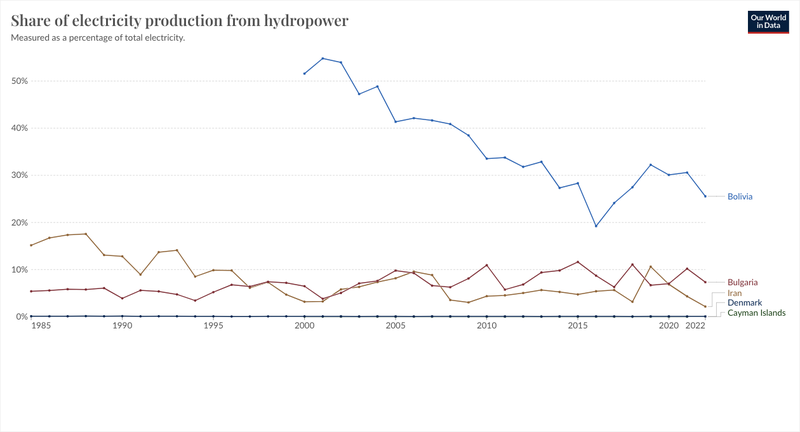 Share of electricity production from hydropower
Our World
in Data
Measured as a percentage of total electricity.
50%
40%
30%
20%
10%
0%
Bolivia
Bulgaria
Iran
Denmark
Cayman Islands
1985 1990 1995 2000 2005 2010 2015 2020 2022